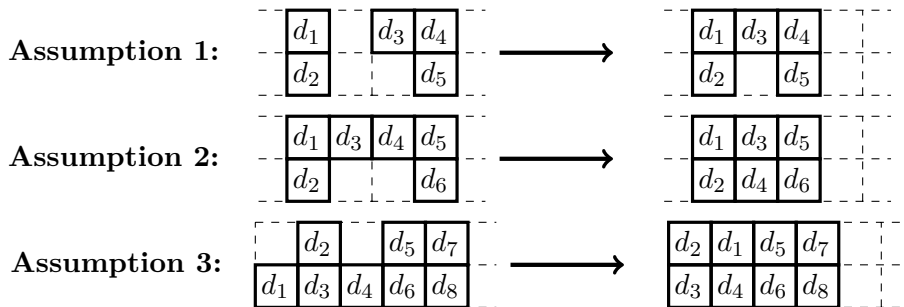 d1 d3 d4 d1 d3 d4
Assumption 1:
d2 d5 d2 d5
d1 d3 d4 d5 d1 d3 d5
Assumption 2:
d2 d6 d2 d4 d6
d2 d5 d7 d2 d1 d5 d7
Assumption 3:
d1 d3 d4 d6 d8 d3 d4 d6 d8